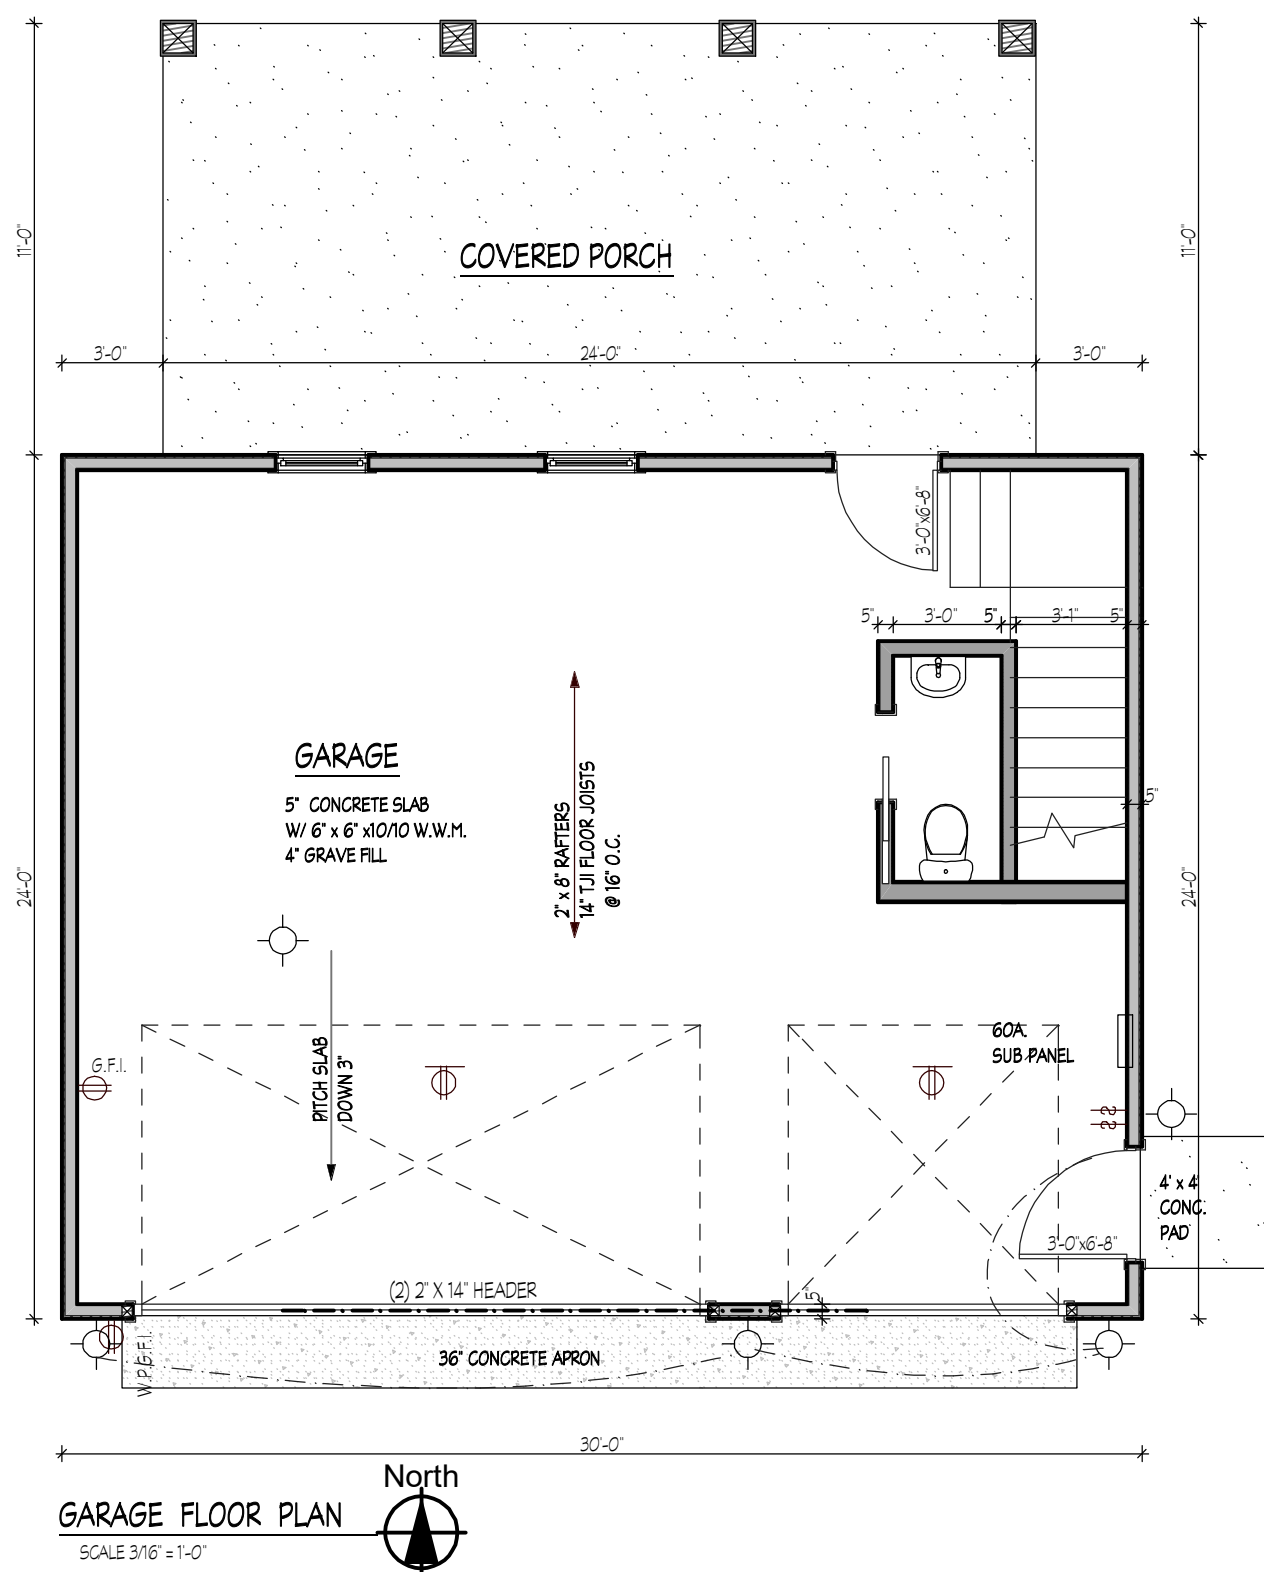 11'-0"
11'-0"
COVERED PORCH
3'-0"
24'-0"
3'-0"
3'-0"x6'-8"
5"
3'-0"
5"
3'-1"
5"
GARAGE
5" CONCRETE SLAB
W/ 6" x 6" x10/10 W.W.M.
4" GRAVE FILL
2" x 8" RAFTERS
14" TJI FLOOR JOISTS
@ 16" O.C.
5"
24'-0"
24'-0"
G.F.I.
PITCH SLAB
DOWN 3"
60A.
SUB PANEL
S
S
4' x 4'
CONC.
PAD
3'-0"x6'-8"
(2) 2" X 14" HEADER
5"
W.P.G.F.I.
36" CONCRETE APRON
30'-0"
North
GARAGE FLOOR PLAN
SCALE 3/16" = 1'-0"